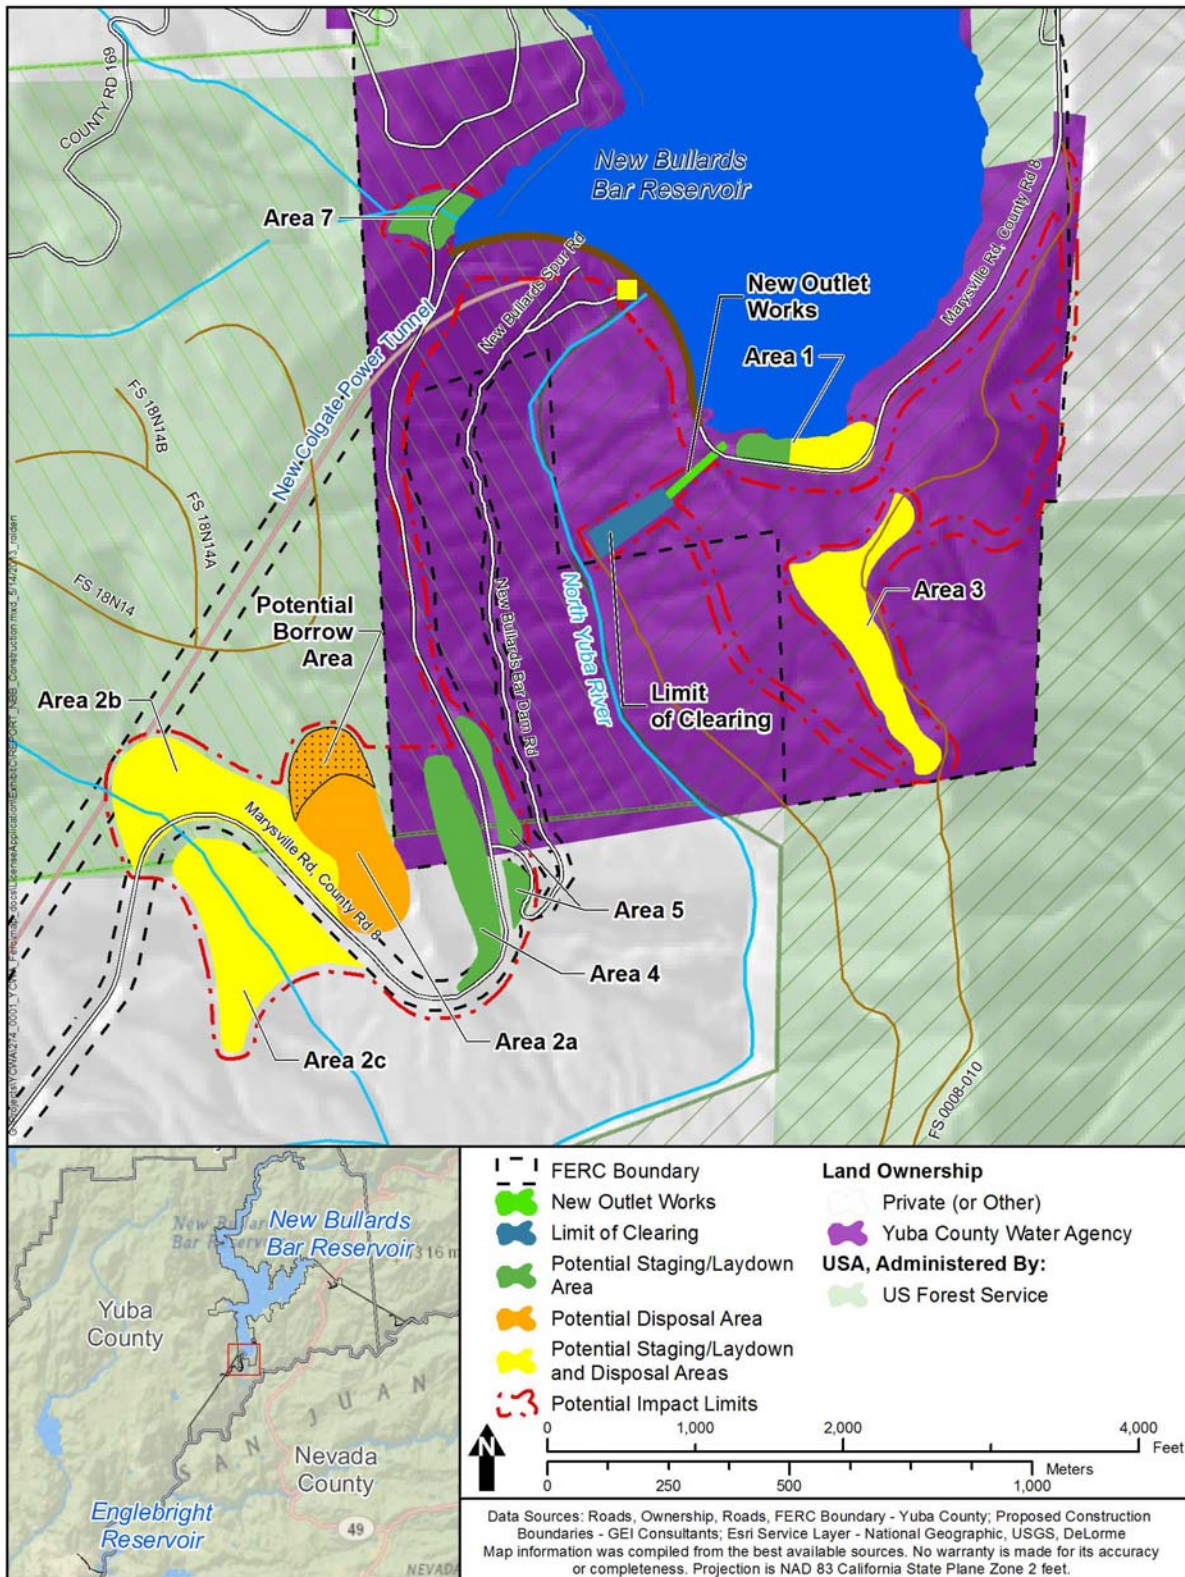 COUNTY RD 169
New Bullards
Bar Reservoir
Marysville Rd, County Rd 8
Area 7
New Bullards Spur Rd
New Outlet
Works
Area 1
New Colgate Power Tunnel
FS 18N14B
FS 18N14A
FS 18N14
Potential
Borrow
Area
North Yuba River
New Bullards Bar Dam Rd
Area 3
Area 2b
Limit
of Clearing
Marysville Rd, County Rd 8
Area 5
Area 4
Area 2a
Area 2c
FS-0008-010
New Bullards
Bar Reservoir
316 m
Yuba
County
SAN JUAN
Nevada
County
Englebright
Reservoir
49
NEVADA
FERC Boundary
New Outlet Works
Limit of Clearing
Potential Staging/Laydown
Area
Potential Disposal Area
Potential Staging/Laydown
and Disposal Areas
Potential Impact Limits
Land Ownership
Private (or Other)
Yuba County Water Agency
USA, Administered By:
US Forest Service
N
0 1,000 2,000 4,000
Feet
Meters
0 250 500 1,000
Data Sources: Roads, Ownership, Roads, FERC Boundary - Yuba County; Proposed Construction
Boundaries - GEI Consultants; Esri Service Layer - National Geographic, USGS, DeLorme
Map information was compiled from the best available sources. No warranty is made for its accuracy
or completeness. Projection is NAD 83 California State Plane Zone 2 feet.